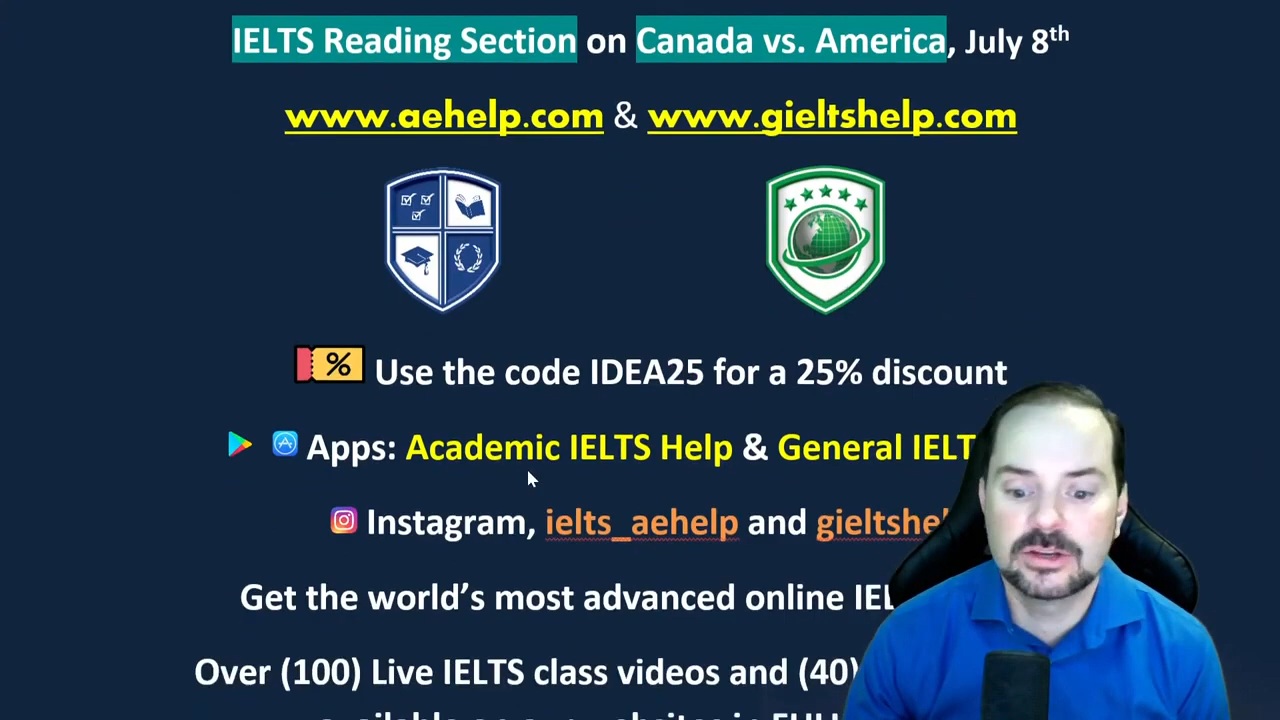 IELTS Reading Section on Canada vs. America, July 8th
www.aehelp.com & www.gieltshelp.com
% Use the code IDEA25 for a 25% discount
Apps: Academic IELTS Help & General IELT
Instagram, ielts_aehelp and gieltshel
Get the world's most advanced online IEL
Over (100) Live IELTS class videos and (40)